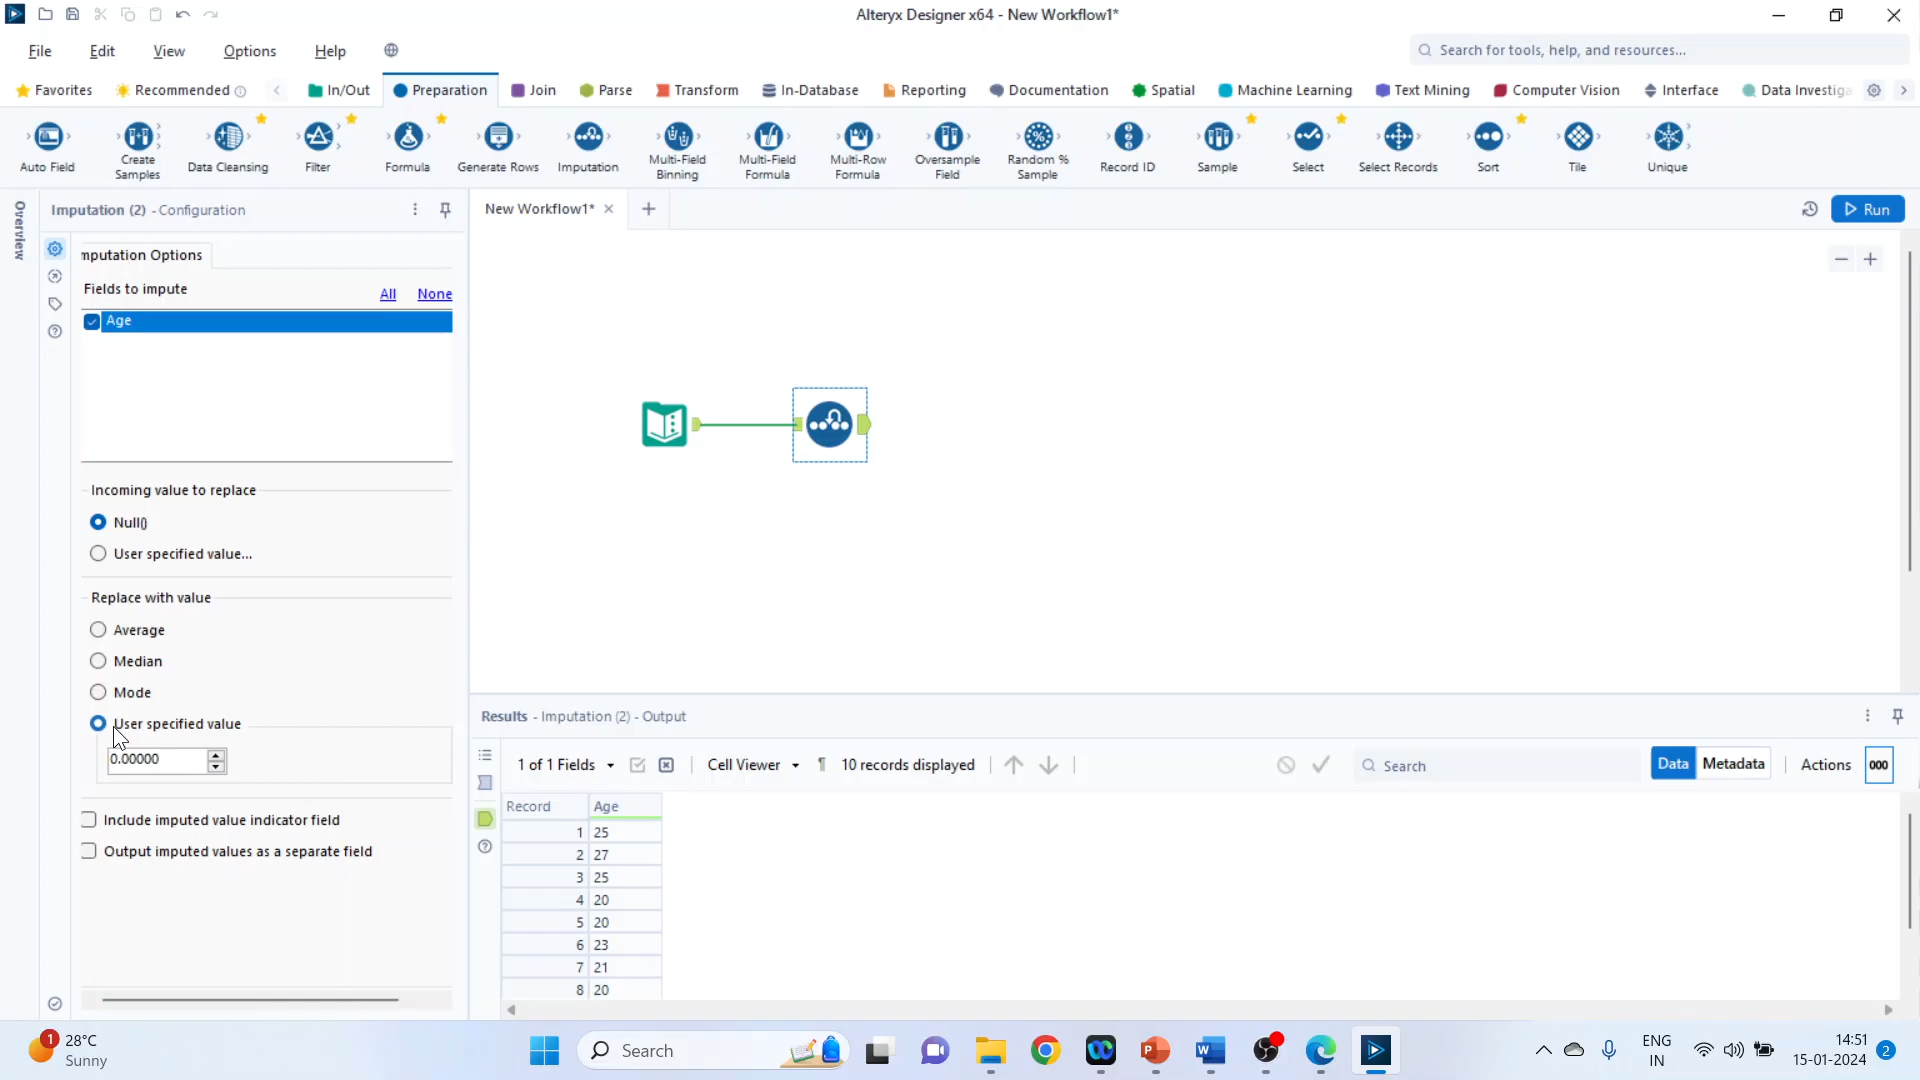 Alteryx Designer x64 - New Workflow1*
File
Edit
View
Options
Help
Search for tools, help, and resources...
Favorites
Recommended
In/Out
Preparation
Join
Parse
Transform
In-Database
Reporting
Documentation
Spatial
Machine Learning
Text Mining
Computer Vision
Interface
Data Investiga
Auto Field
Create Samples
Data Cleansing
Filter
Formula
Generate Rows
Imputation
Multi-Field Binning
Multi-Field Formula
Multi-Row Formula
Oversample Field
Random % Sample
Record ID
Sample
Select
Select Records
Sort
Tile
Unique
Overview
Imputation (2) - Configuration
New Workflow1*
Run
mputation Options
Fields to impute
All
None
Age
Incoming value to replace
Null()
User specified value...
Replace with value
Average
Median
Mode
User specified value
0.00000
Include imputed value indicator field
Output imputed values as a separate field
Results - Imputation (2) - Output
1 of 1 Fields
Cell Viewer
10 records displayed
Search
Data
Metadata
Actions
000
Record Age
1 25
2 27
3 25
4 20
5 20
6 23
7 21
8 20
1
28°C
Sunny
Search
ENG
IN
14:51
15-01-2024
2